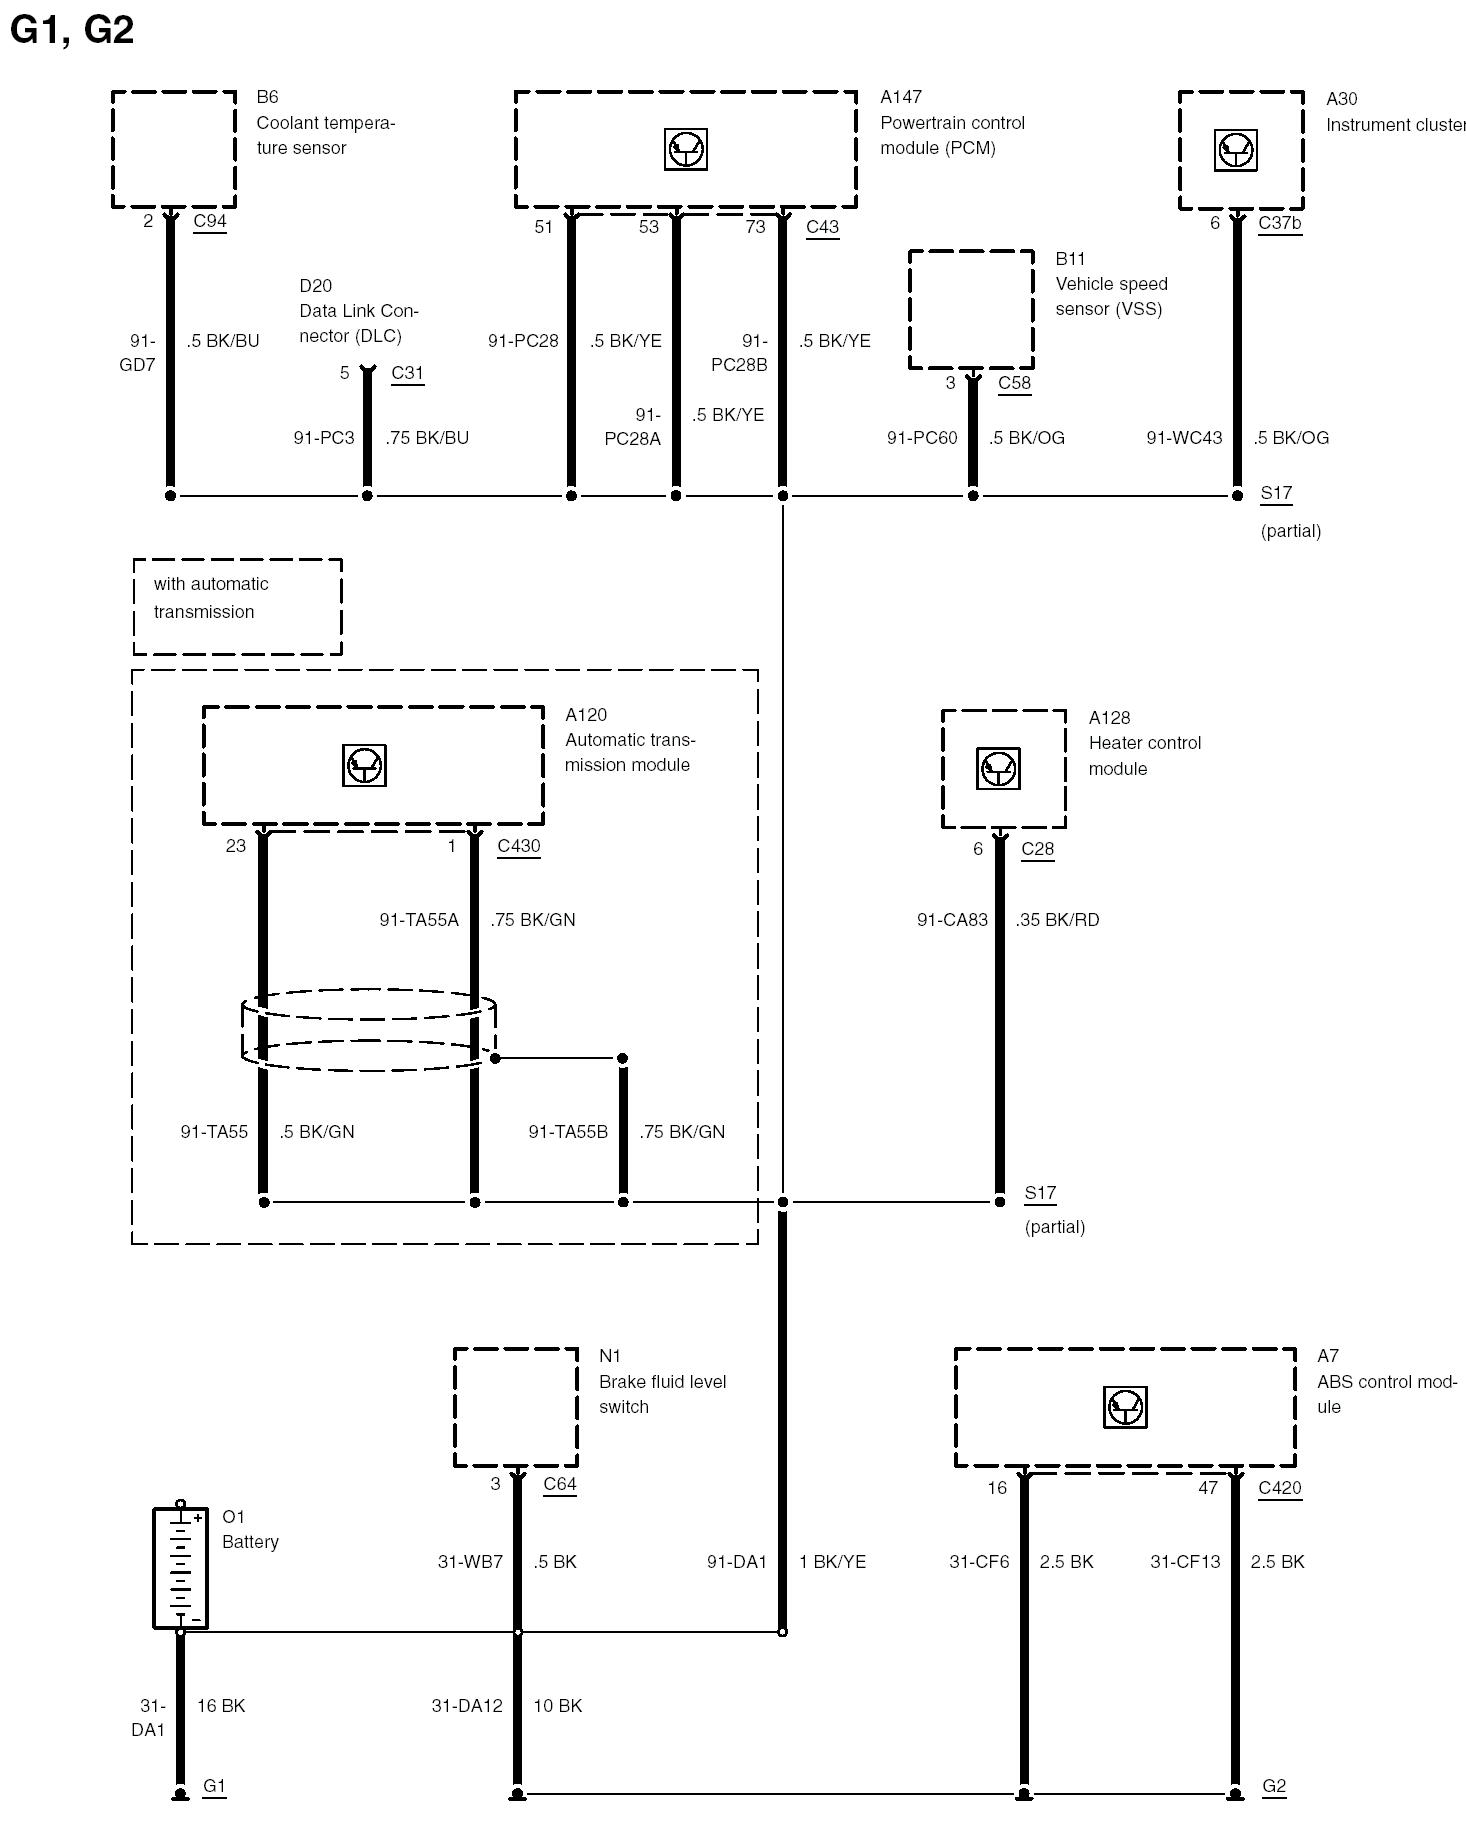 G1, G2
B6
Coolant tempera-
ture sensor
2 C94
A147
Powertrain control
module (PCM)
51 53 73 C43
A30
Instrument cluster
6 C37b
B11
Vehicle speed
sensor (VSS)
3 C58
D20
Data Link Con-
nector (DLC)
5 C31
91-
GD7
.5 BK/BU
91-PC3 .75 BK/BU
91-PC28 .5 BK/YE
91-
PC28A
.5 BK/YE
91-
PC28B
.5 BK/YE
91-PC60 .5 BK/OG
91-WC43 .5 BK/OG
S17
(partial)
with automatic
transmission
A120
Automatic trans-
mission module
23 1 C430
91-TA55A .75 BK/GN
91-TA55 .5 BK/GN
91-TA55B .75 BK/GN
A128
Heater control
module
6 C28
91-CA83 .35 BK/RD
S17
(partial)
N1
Brake fluid level
switch
3 C64
A7
ABS control mod-
ule
16 47 C420
+
-
O1
Battery
31-WB7 .5 BK
91-DA1 1 BK/YE
31-CF6 2.5 BK
31-CF13 2.5 BK
31-
DA1
16 BK
31-DA12 10 BK
G1
G2